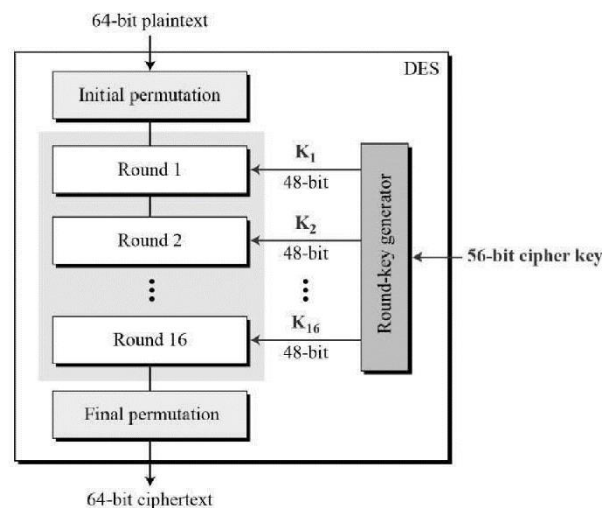 64-bit plaintext
DES
Initial permutation
K1
Round 1
48-bit
K2
Round 2
48-bit
Round-key generator
56-bit cipher key
K16
Round 16
48-bit
Final permutation
64-bit ciphertext